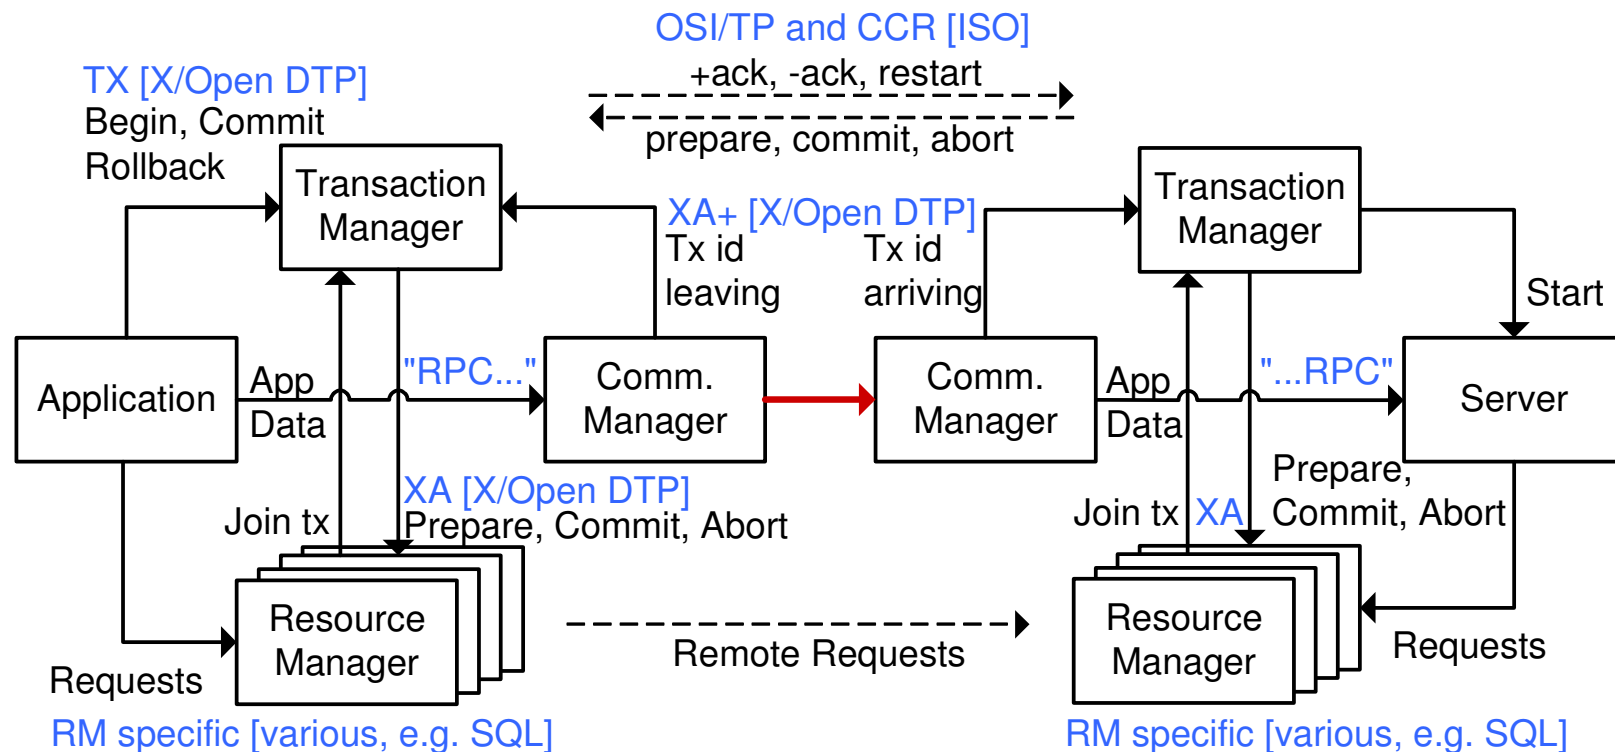 OSI/TP and CCR [ISO]
+ack, -ack, restart
prepare, commit, abort
TX [X/Open DTP]
Begin, Commit
Rollback
Transaction
Manager
XA+ [X/Open DTP]
Tx id
leaving
Tx id
arriving
Transaction
Manager
Start
Application
App
Data
"RPC..."
Comm.
Manager
Comm.
Manager
App
Data
"...RPC"
Server
XA [X/Open DTP]
Join tx
Prepare, Commit, Abort
Join tx
XA
Prepare,
Commit, Abort
Resource
Manager
Remote Requests
Resource
Manager
Requests
Requests
RM specific [various, e.g. SQL]
RM specific [various, e.g. SQL]